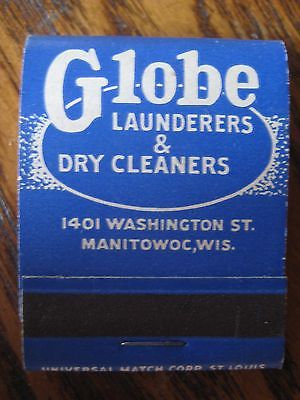 Globe
LAUNDERERS
&
DRY CLEANERS
1401 WASHINGTON ST.
MANITOWOC, WIS.
UNIVERSAL MATCH CORP. ST. LOUIS